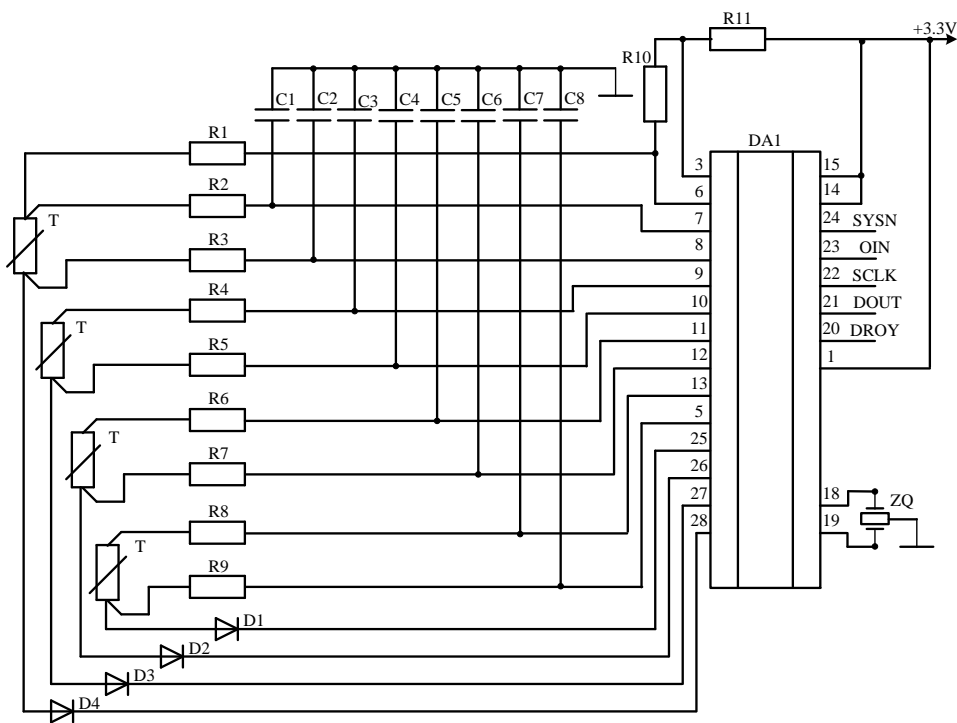 R11
+3.3V
R10
C1 C2 C3 C4 C5 C6 C7 C8
R1
DA1
3 15
T R2 6 14
7 24 SYSN
R3 8 23 OIN
R4 9 22 SCLK
T 10 21 DOUT
R5 11 20 DROY
12 1
R6 13
T 5
R7 25
26
27 18 ZQ
R8 28 19
T
R9
D1
D2
D3
D4